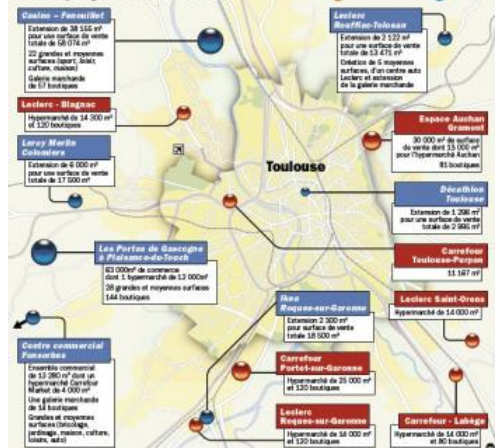 Casino – Fenouillet
Extension de 38 155 m²
pour une surface de vente
totale de 58 074 m²
22 grandes et moyennes
surfaces (sport, loisir,
culture, maison)
Galerie marchande
de 57 boutiques
Leclerc
Rouffiac-Tolosan
Extension de 2 122 m²
pour une surface de vente
totale de 13 471 m²
Création de 5 moyennes
surfaces, d'un centre auto
Leclerc et extension
de la galerie marchande
Leclerc - Blagnac
Hypermarché de 14 300 m²
et 120 boutiques
Espace Auchan
Gramont
30 000 m² de surface
de vente dont 15 000 m²
pour l'hypermarché Auchan
81 boutiques
Leroy Merlin
Colomiers
Extension de 6 000 m²
pour une surface de vente
totale de 17 500 m²
Toulouse
Décathlon
Toulouse
Extension de 1 296 m²
pour une surface de vente
totale de 2 995 m²
Les Portes de Gascogne
à Plaisance-du-Touch
63 000m² de commerce
dont 1 hypermarché de 12 000m²
28 grandes et moyennes surfaces
144 boutiques
Carrefour
Toulouse-Purpan
11 167 m²
Ikea
Roques-sur-Garonne
Extension 2 300 m²
pour surface de vente
totale 18 500 m²
Leclerc Saint-Orens
Hypermarché de 14 000 m²
Centre commercial
Fonsorbes
Ensemble commercial
de 13 280 m² dont un
hypermarché Carrefour
Market de 4 000 m²
Une galerie marchande
de 14 boutiques
Grandes et moyennes
surfaces (bricolage,
jardinage, maison, culture,
loisirs, auto)
Carrefour
Portet-sur-Garonne
Hypermarché de 25 000 m²
et 120 boutiques
Leclerc
Roques-sur-Garonne
Hypermarché de 14 000 m²
et 120 boutiques
Carrefour - Labège
Hypermarché de 14 000 m²
et 80 boutiques